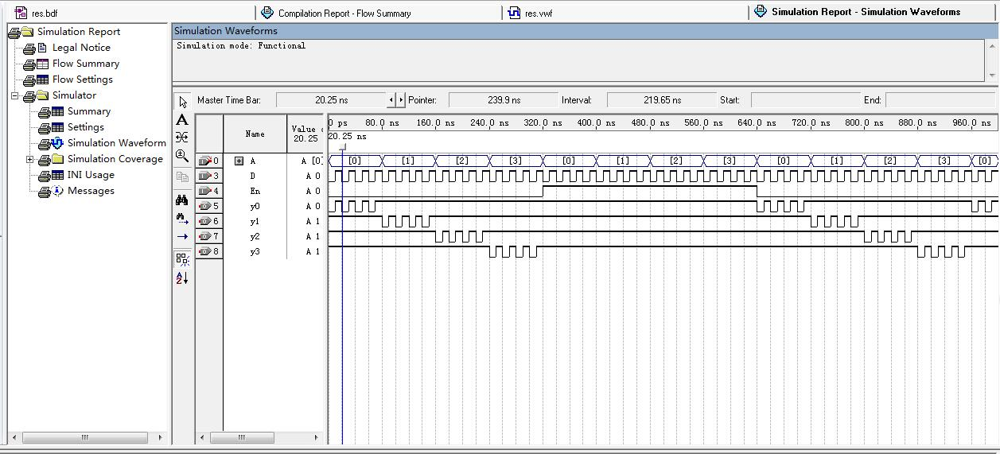 res.bdf
Compilation Report - Flow Summary
res.vwf
Simulation Report - Simulation Waveforms
Simulation Report
Legal Notice
Flow Summary
Flow Settings
Simulator
Summary
Settings
Simulation Waveform
Simulation Coverage
INI Usage
Messages
Simulation Waveforms
Simulation mode: Functional
Master Time Bar: 20.25 ns Pointer: 239.9 ns Interval: 219.65 ns Start: End:
Name
Value
20.25
0 ps 80.0 ns 160.0 ns 240.0 ns 320.0 ns 400.0 ns 480.0 ns 560.0 ns 640.0 ns 720.0 ns 800.0 ns 880.0 ns 960.0 ns
20.25 ns
0 A A [0] [0] [1] [2] [3] [0] [1] [2] [3] [0] [1] [2] [3] [0]
3 D A 0
4 En A 0
5 y0 A 0
6 y1 A 1
7 y2 A 1
8 y3 A 1